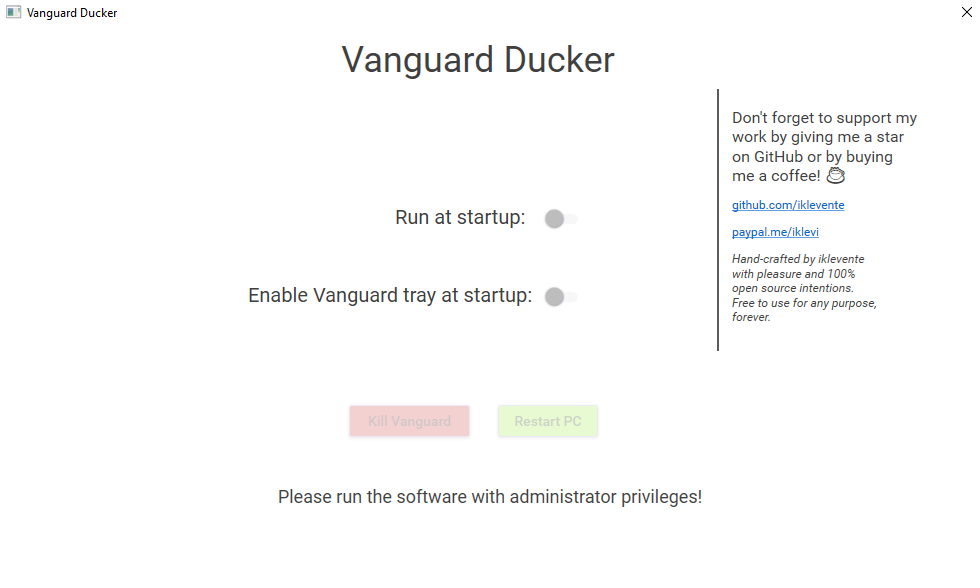 Vanguard Ducker
Vanguard Ducker
Run at startup:
Enable Vanguard tray at startup:
Kill Vanguard
Restart PC
Please run the software with administrator privileges!
Don't forget to support my
work by giving me a star
on GitHub or by buying
me a coffee!
github.com/iklevente
paypal.me/iklevi
Hand-crafted by iklevente
with pleasure and 100%
open source intentions.
Free to use for any purpose,
forever.